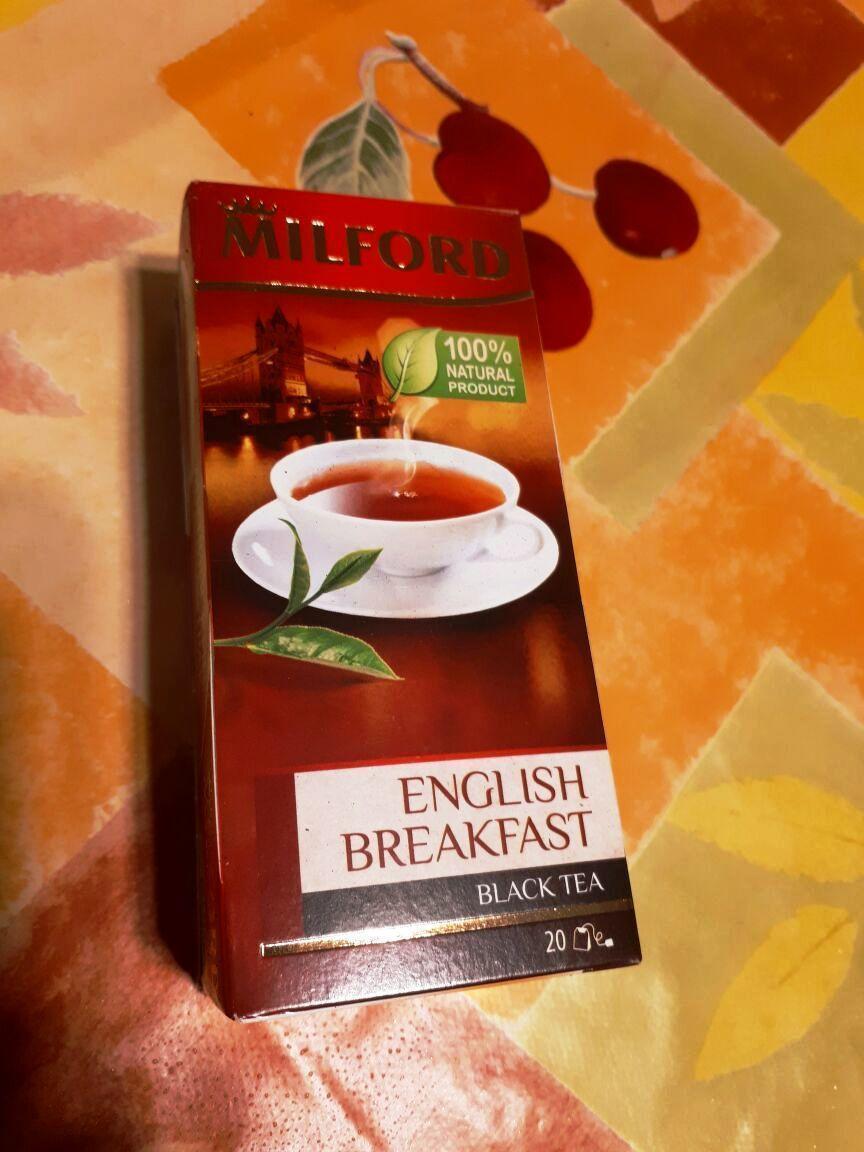 MILFORD
100%
NATURAL
PRODUCT
ENGLISH
BREAKFAST
BLACK TEA
20